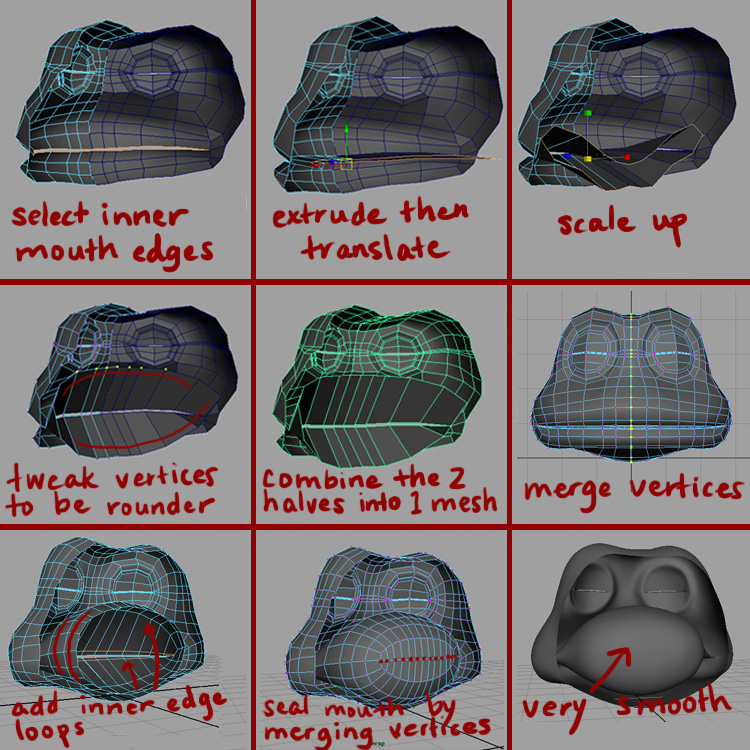 select inner
mouth edges
extrude then
translate
scale up
tweak vertices
to be rounder
combine the 2
halves into 1 mesh
merge vertices
add inner edge
loops
seal mouth by
merging vertices
persp
very smooth